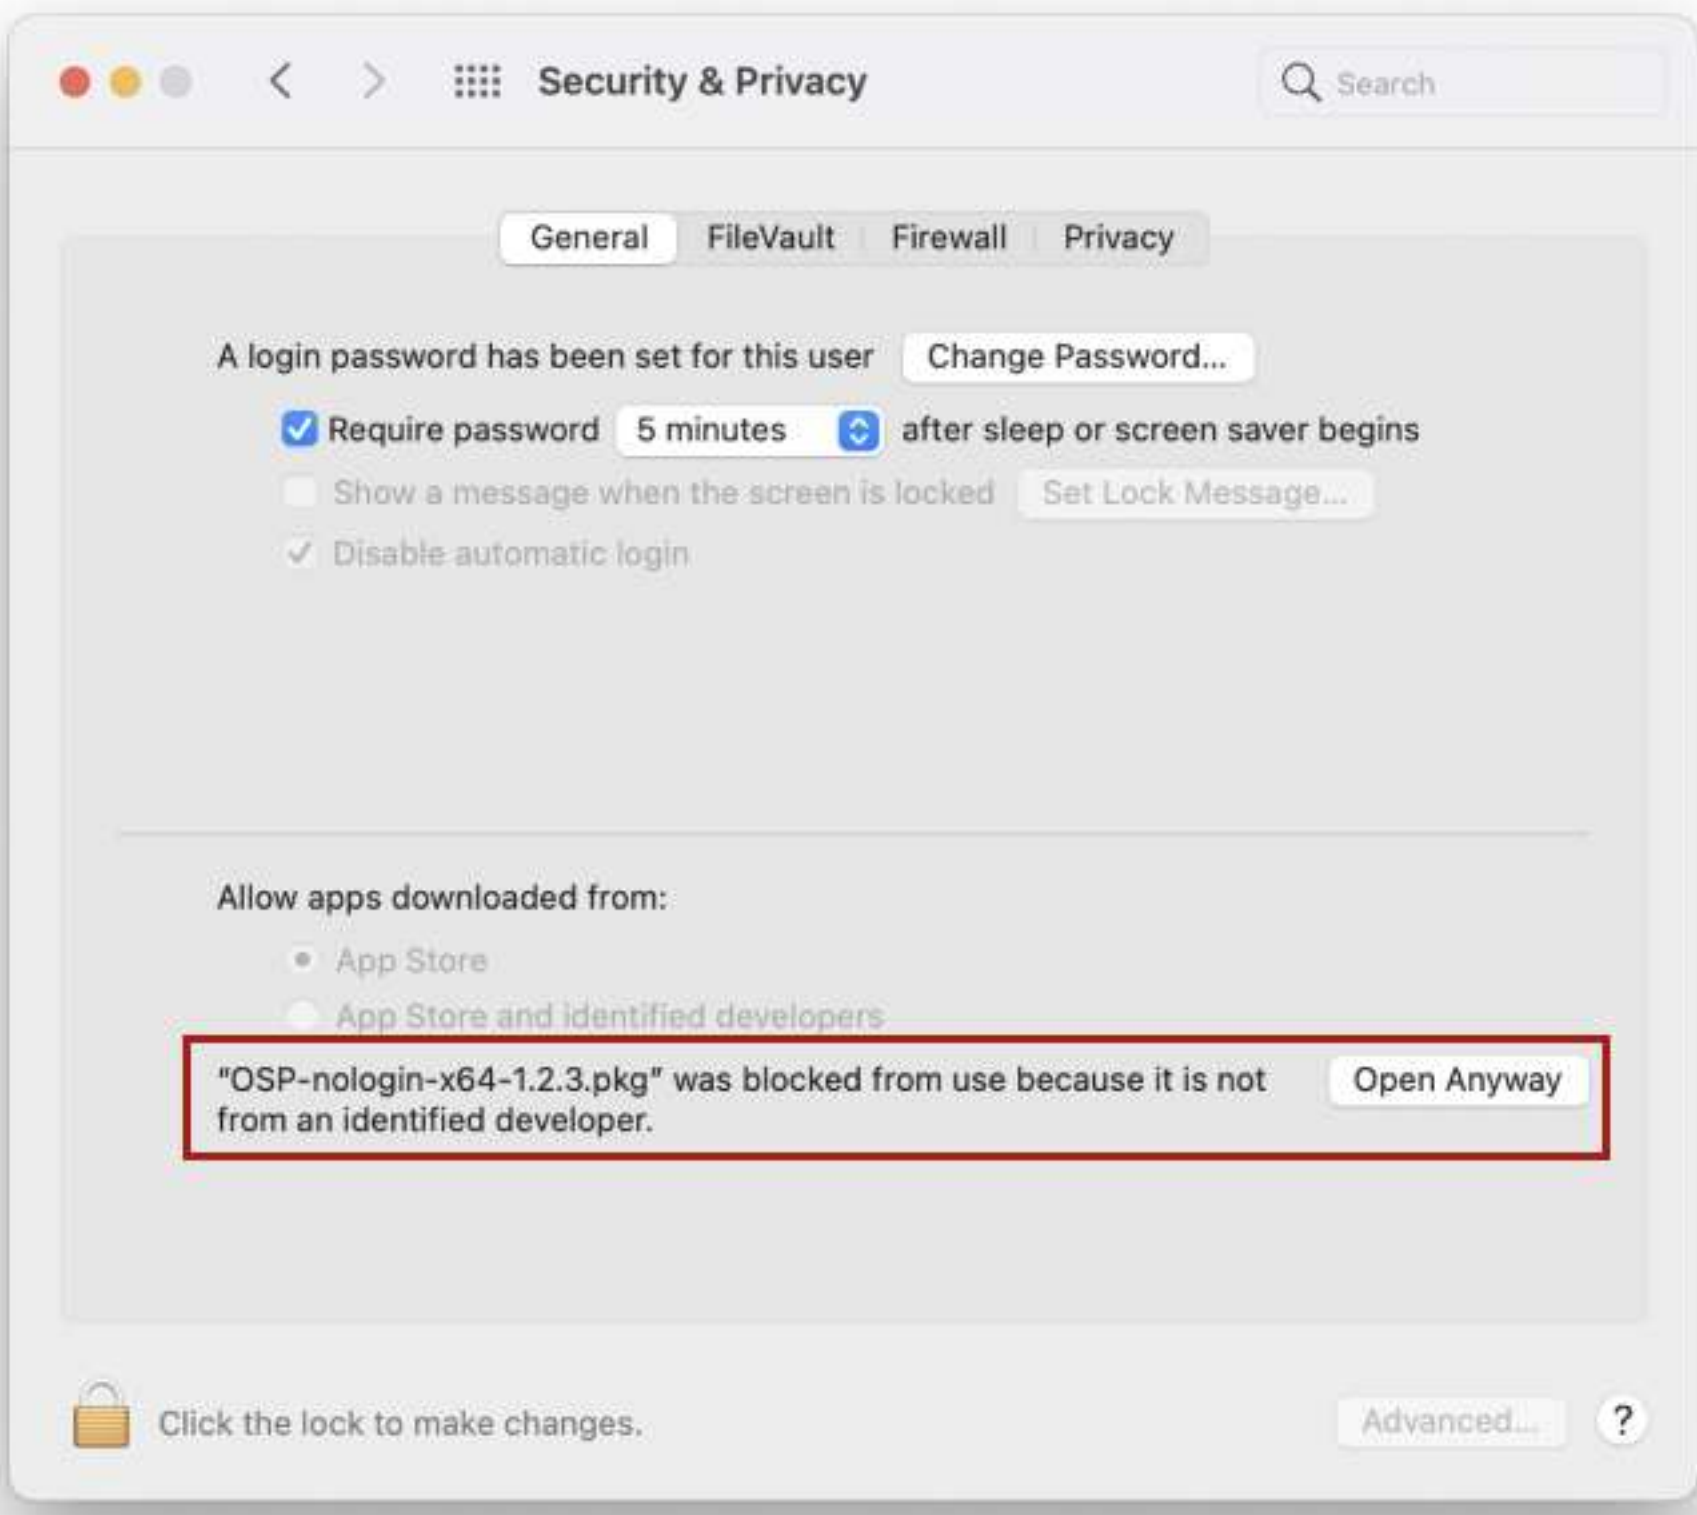 Security & Privacy
Search
General FileVault Firewall Privacy
A login password has been set for this user Change Password...
Require password 5 minutes after sleep or screen saver begins
Show a message when the screen is locked Set Lock Message...
Disable automatic login
Allow apps downloaded from:
App Store
App Store and identified developers
"OSP-nologin-x64-1.2.3.pkg" was blocked from use because it is not Open Anyway
from an identified developer.
Click the lock to make changes. Advanced... ?